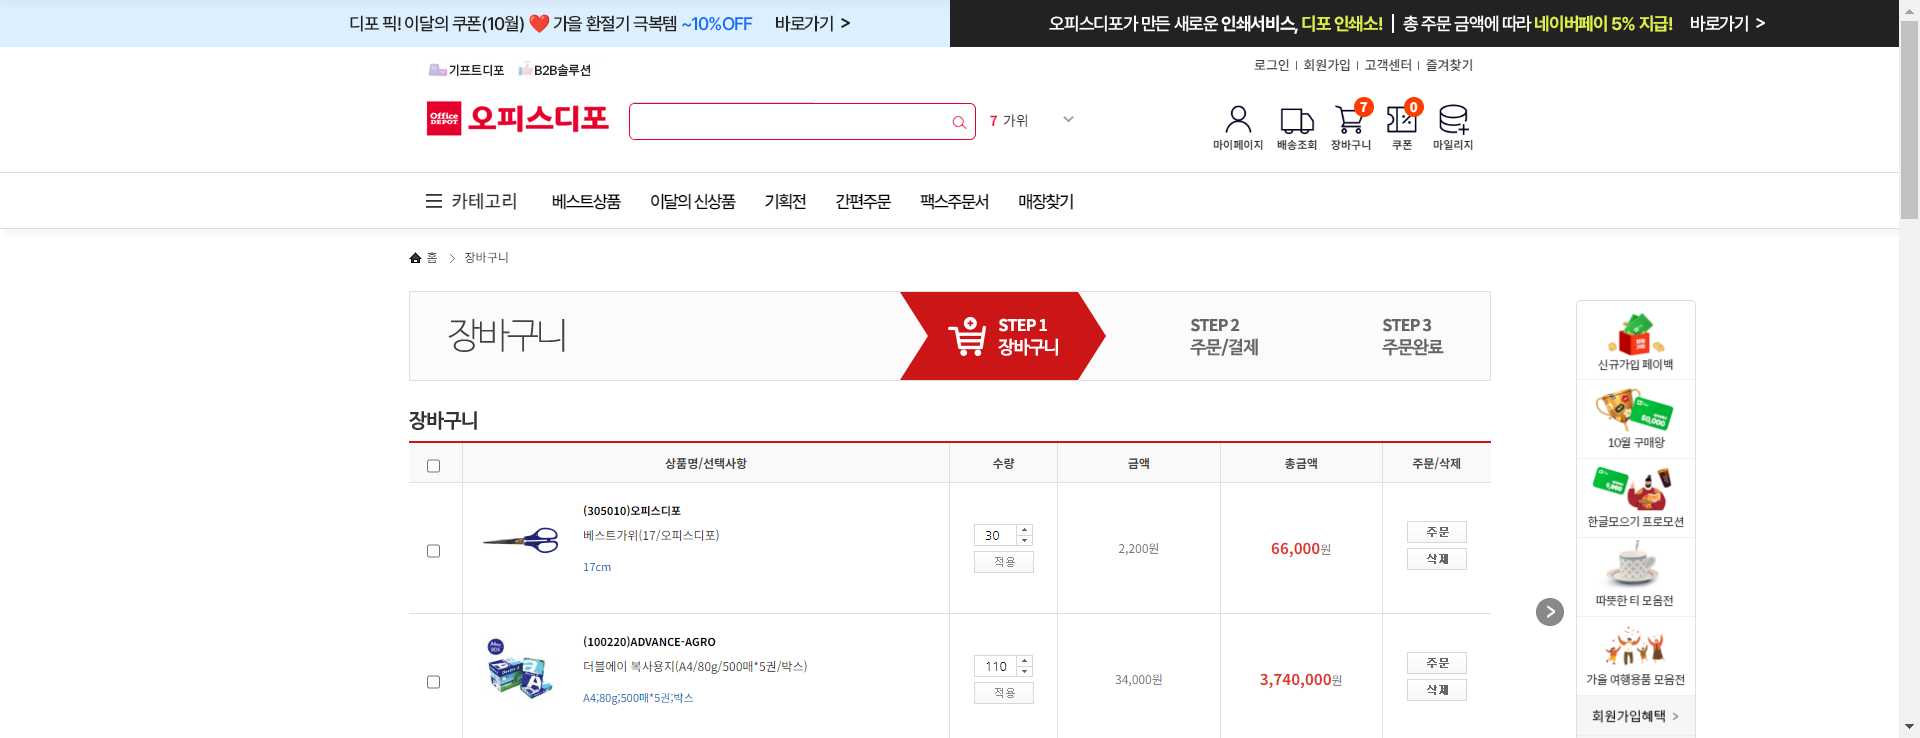 디포 픽! 이달의 쿠폰(10월) ❤️ 가을 환절기 극복템 ~10%OFF 바로가기 >
오피스디포가 만든 새로운 인쇄서비스, 디포 인쇄소! | 총 주문 금액에 따라 네이버페이 5% 지급! 바로가기 >
기프트디포 B2B솔루션
로그인 | 회원가입 | 고객센터 | 즐겨찾기
Office DEPOT 오피스디포
7 가위
7
0
마이페이지 배송조회 장바구니 쿠폰 마일리지
카테고리 베스트상품 이달의 신상품 기획전 간편주문 팩스주문서 매장찾기
홈 > 장바구니
장바구니
STEP 1
장바구니
STEP 2
주문/결제
STEP 3
주문완료
장바구니
상품명/선택사항 수량 금액 총금액 주문/삭제
(305010)오피스디포
베스트가위(17/오피스디포)
17cm
30
적용
2,200원
66,000원
주문
삭제
(100220)ADVANCE-AGRO
더블에이 복사용지(A4/80g/500매*5권/박스)
A4;80g;500매*5권;박스
110
적용
34,000원
3,740,000원
주문
삭제
신규가입 페이백
50,000
10월 구매왕
한글모으기 프로모션
따뜻한 티 모음전
가을 여행용품 모음전
회원가입혜택 >